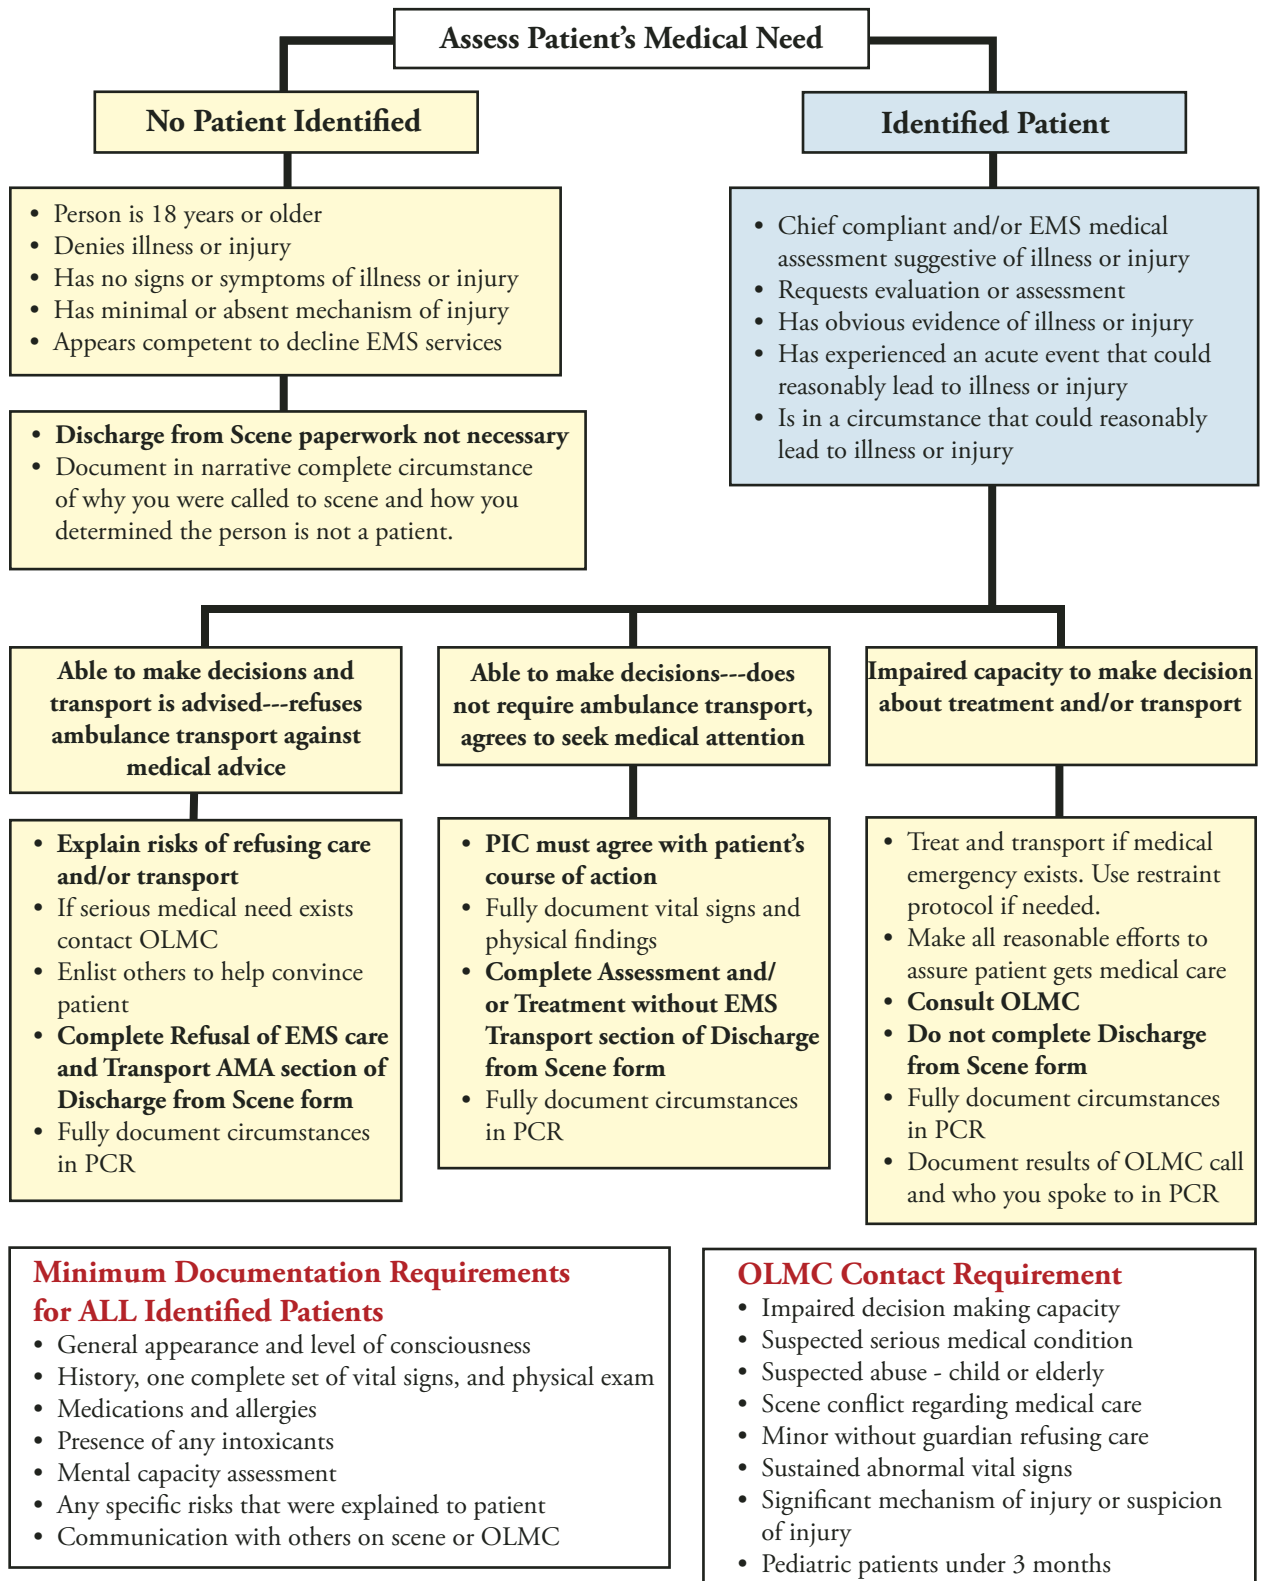 Assess Patient's Medical Need
No Patient Identified
Identified Patient
• Person is 18 years or older
• Denies illness or injury
• Has no signs or symptoms of illness or injury
• Has minimal or absent mechanism of injury
• Appears competent to decline EMS services
• Chief compliant and/or EMS medical
assessment suggestive of illness or injury
• Requests evaluation or assessment
• Has obvious evidence of illness or injury
• Has experienced an acute event that could
reasonably lead to illness or injury
• Is in a circumstance that could reasonably
lead to illness or injury
• Discharge from Scene paperwork not necessary
• Document in narrative complete circumstance
of why you were called to scene and how you
determined the person is not a patient.
Able to make decisions and
transport is advised---refuses
ambulance transport against
medical advice
Able to make decisions---does
not require ambulance transport,
agrees to seek medical attention
Impaired capacity to make decision
about treatment and/or transport
• Explain risks of refusing care
and/or transport
• If serious medical need exists
contact OLMC
• Enlist others to help convince
patient
• Complete Refusal of EMS care
and Transport AMA section of
Discharge from Scene form
• Fully document circumstances
in PCR
• PIC must agree with patient's
course of action
• Fully document vital signs and
physical findings
• Complete Assessment and/
or Treatment without EMS
Transport section of Discharge
from Scene form
• Fully document circumstances
in PCR
• Treat and transport if medical
emergency exists. Use restraint
protocol if needed.
• Make all reasonable efforts to
assure patient gets medical care
• Consult OLMC
• Do not complete Discharge
from Scene form
• Fully document circumstances
in PCR
• Document results of OLMC call
and who you spoke to in PCR
Minimum Documentation Requirements
for ALL Identified Patients
• General appearance and level of consciousness
• History, one complete set of vital signs, and physical exam
• Medications and allergies
• Presence of any intoxicants
• Mental capacity assessment
• Any specific risks that were explained to patient
• Communication with others on scene or OLMC
OLMC Contact Requirement
• Impaired decision making capacity
• Suspected serious medical condition
• Suspected abuse - child or elderly
• Scene conflict regarding medical care
• Minor without guardian refusing care
• Sustained abnormal vital signs
• Significant mechanism of injury or suspicion
of injury
• Pediatric patients under 3 months